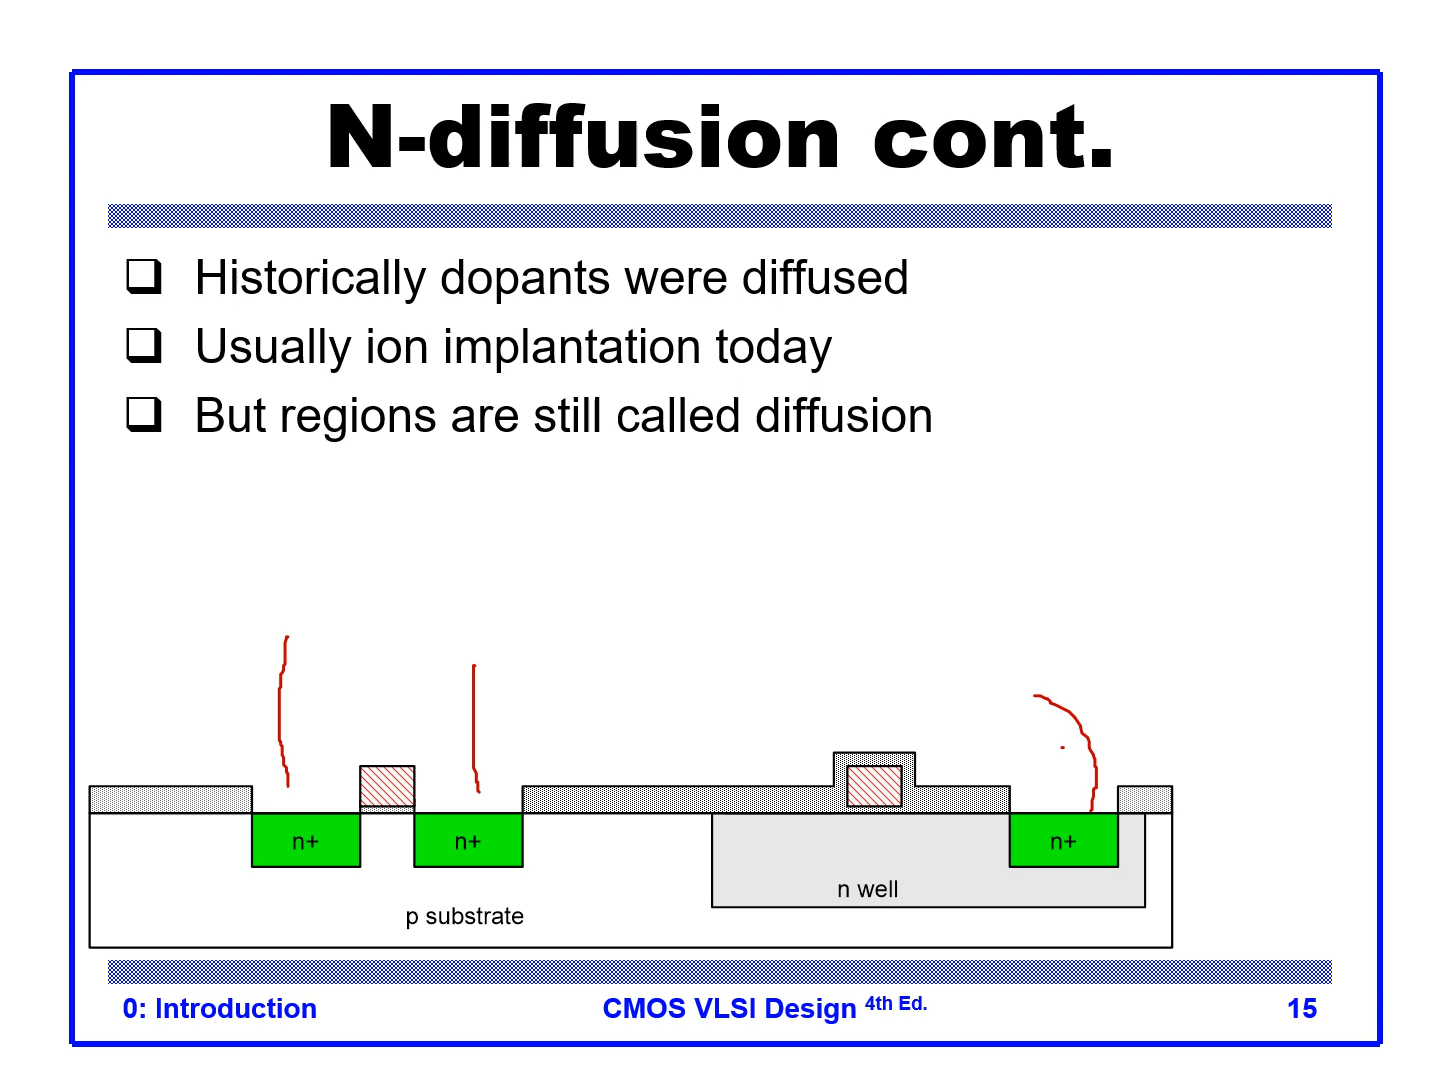 N-diffusion cont.
❑ Historically dopants were diffused
❑ Usually ion implantation today
❑ But regions are still called diffusion
n+ n+ n+
n well
p substrate
0: Introduction CMOS VLSI Design 4th Ed. 15